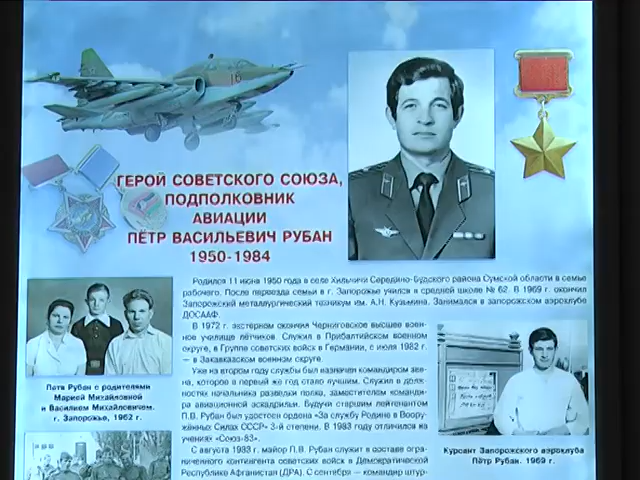 ГЕРОЙ СОВЕТСКОГО СОЮЗА,
ПОДПОЛКОВНИК
АВИАЦИИ
ПЁТР ВАСИЛЬЕВИЧ РУБАН
1950-1984
Родился 11 июня 1950 года в селе Хильчичи Середино-Будского района Сумской области в семье
рабочего. После переезда семьи в г. Запорожье учился в средней школе № 62. В 1969 г. окончил
Запорожский металлургический техникум им. А.Н. Кузьмина. Занимался в запорожском аэроклубе
ДОСААФ.
В 1972 г. экстерном окончил Черниговское высшее воен-
ное училище лётчиков. Служил в Прибалтийском военном
округе, в Группе советских войск в Германии, с июля 1982 г.
— в Закавказском военном округе.
Уже на втором году службы был назначен командиром зве-
на, которое в первый же год стало лучшим. Служил в долж-
ностях начальника разведки полка, заместителем команди-
ра авиационной эскадрильи. Будучи старшим лейтенантом
П.В. Рубан был удостоен ордена «За службу Родине в Воору-
жённых Силах СССР» 3-й степени. В 1983 году отличился на
учениях «Союз-83».
С августа 1983 г. майор П.В. Рубан служит в составе огра-
ниченного контингента советских войск в Демократической
Республике Афганистан (ДРА). С сентября — командир штур-
Петя Рубан с родителями
Марией Михайловной
и Василием Михайловичем.
г. Запорожье, 1962 г.
Курсант Запорожского аэроклуба
Пётр Рубан. 1969 г.